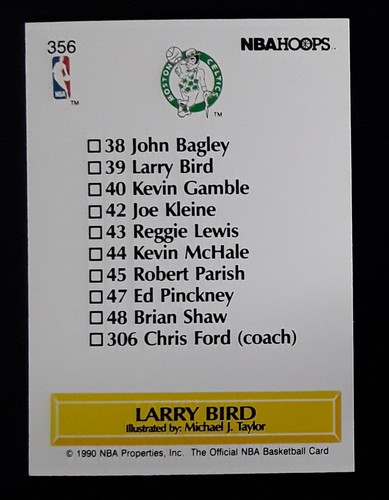 356
NBA HOOPS
TM
BOSTON CELTICS
TM
38 John Bagley
39 Larry Bird
40 Kevin Gamble
42 Joe Kleine
43 Reggie Lewis
44 Kevin McHale
45 Robert Parish
47 Ed Pinckney
48 Brian Shaw
306 Chris Ford (coach)
LARRY BIRD
Illustrated by: Michael J. Taylor
© 1990 NBA Properties, Inc. The Official NBA Basketball Card